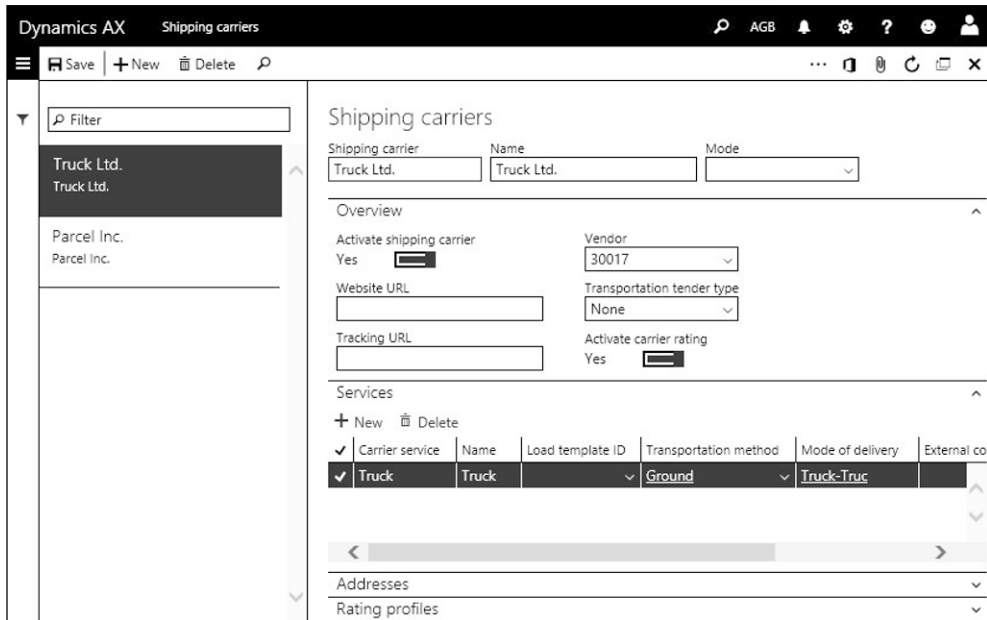 Dynamics AX Shipping carriers AGB ?
Save New Delete ...
Filter
Truck Ltd.
Truck Ltd.
Parcel Inc.
Parcel Inc.
Shipping carriers
Shipping carrier Name Mode
Truck Ltd. Truck Ltd.
Overview
Activate shipping carrier Vendor
Yes 30017
Website URL Transportation tender type
None
Tracking URL Activate carrier rating
Yes
Services
New Delete
Carrier service Name Load template ID Transportation method Mode of delivery External co
Truck Truck Ground Truck-Truc
Addresses
Rating profiles